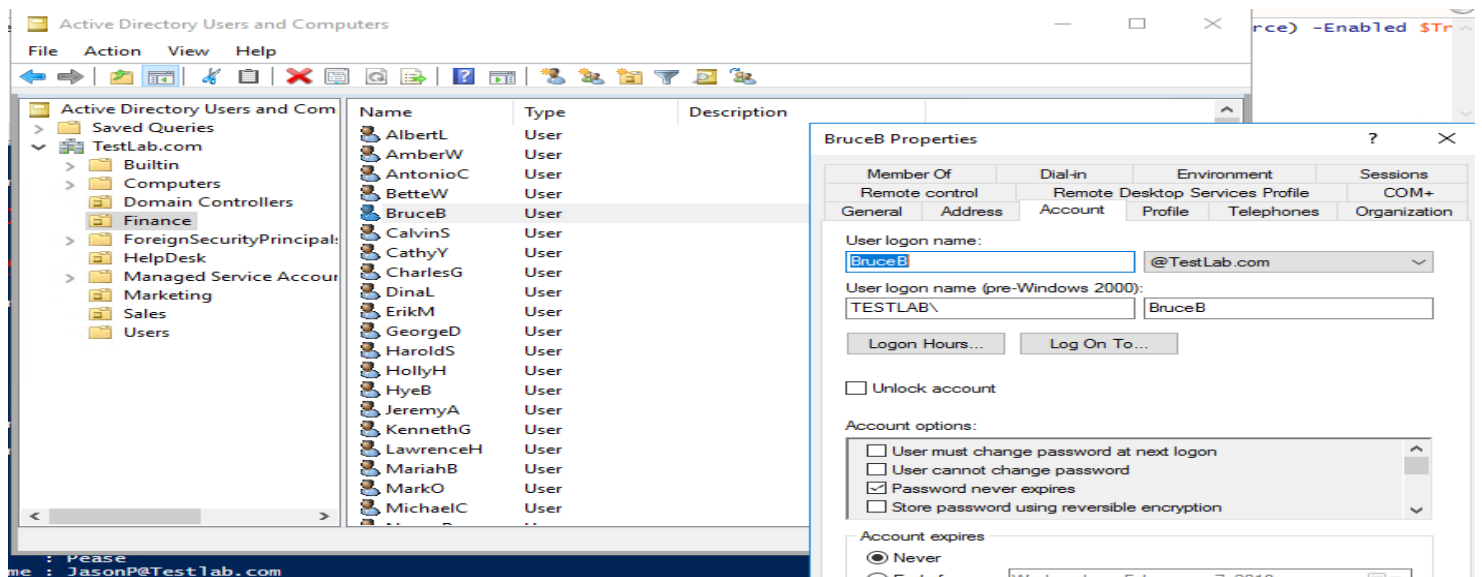 Active Directory Users and Computers
rce) -Enabled $Tr
File Action View Help
Active Directory Users and Com
Saved Queries
TestLab.com
Builtin
Computers
Domain Controllers
Finance
ForeignSecurityPrincipals
HelpDesk
Managed Service Accour
Marketing
Sales
Users
Name Type Description
AlbertL User
AmberW User
AntonioC User
BetteW User
BruceB User
CalvinS User
CathyY User
CharlesG User
DinaL User
ErikM User
GeorgeD User
HaroldS User
HollyH User
HyeB User
JeremyA User
KennethG User
LawrenceH User
MariahB User
MarkO User
MichaelC User
BruceB Properties ?
Member Of Dial-in Environment Sessions
Remote control Remote Desktop Services Profile COM+
General Address Account Profile Telephones Organization
User logon name:
BruceB @TestLab.com
User logon name (pre-Windows 2000):
TESTLAB\ BruceB
Logon Hours... Log On To...
Unlock account
Account options:
User must change password at next logon
User cannot change password
Password never expires
Store password using reversible encryption
Account expires
Never
: Pease
me : JasonP@Testlab.com